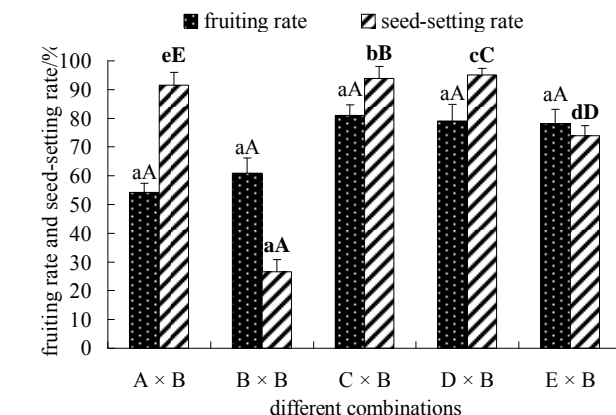 fruiting rate seed-setting rate
fruiting rate and seed-setting rate/%
100
90
80
70
60
50
40
30
20
10
0
aA eE
aA aA
aA bB
aA cC
aA dD
A × B B × B C × B D × B E × B
different combinations